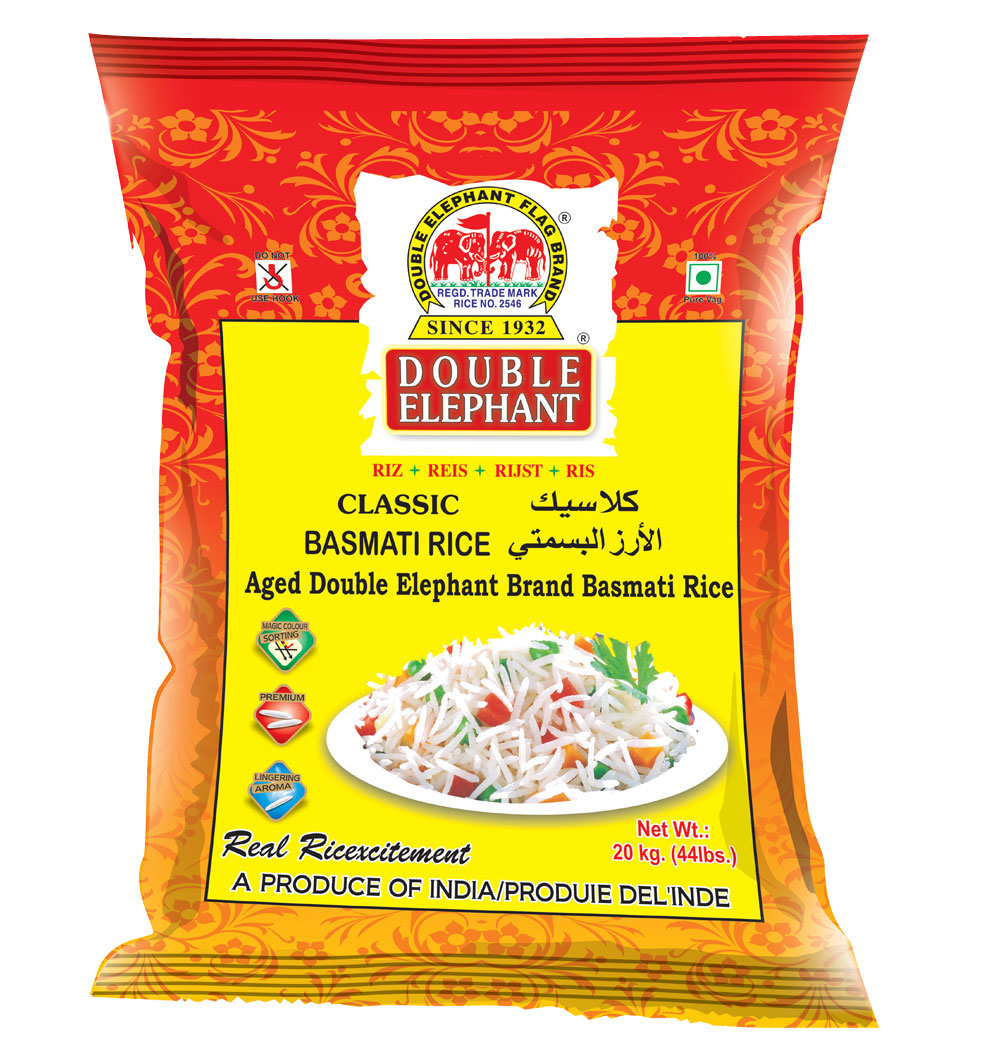 DO NOT
USE HOOK
DOUBLE ELEPHANT FLAG BRAND ®
REGD. TRADE MARK
RICE NO. 2546
SINCE 1932
100%
Pure Veg
®
DOUBLE
ELEPHANT
RIZ + REIS + RIJST + RIS
CLASSIC كلاسيك
BASMATI RICE الأرز البسمتي
Aged Double Elephant Brand Basmati Rice
MAGIC COLOUR
SORTING
PREMIUM
LINGERING
AROMA
Real Ricexcitement
Net Wt.:
20 kg. (44lbs.)
A PRODUCE OF INDIA/PRODUIE DEL'INDE